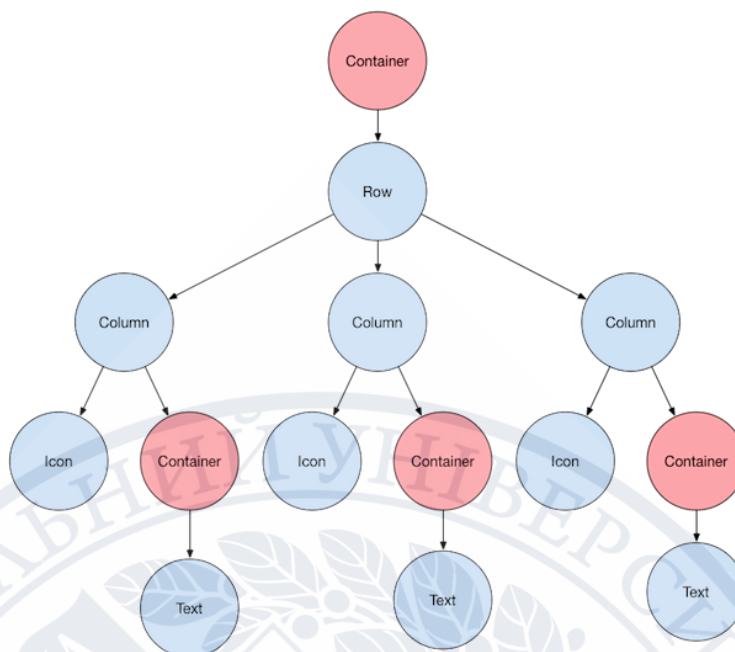 Container
Row
Column Column Column
Icon Container Icon Container Icon Container
Text Text Text